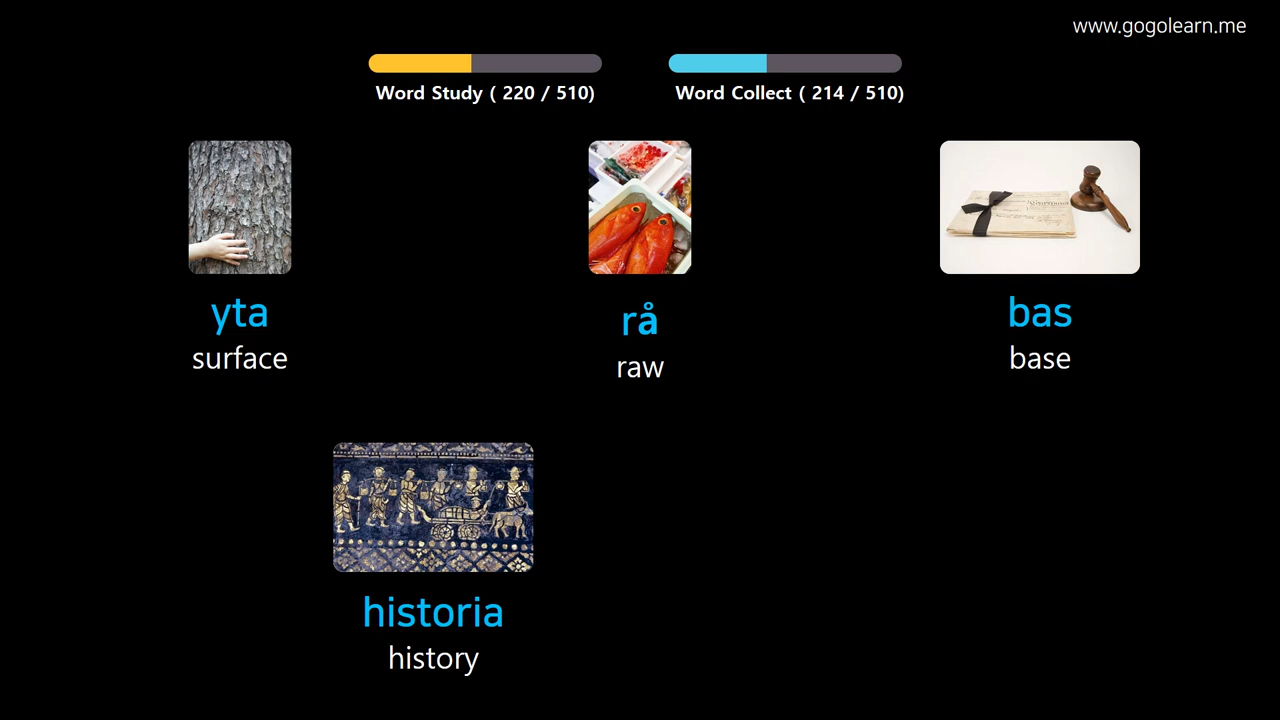 www.gogolearn.me
Word Study ( 220 / 510)
Word Collect ( 214 / 510)
yta
surface
rå
raw
bas
base
historia
history